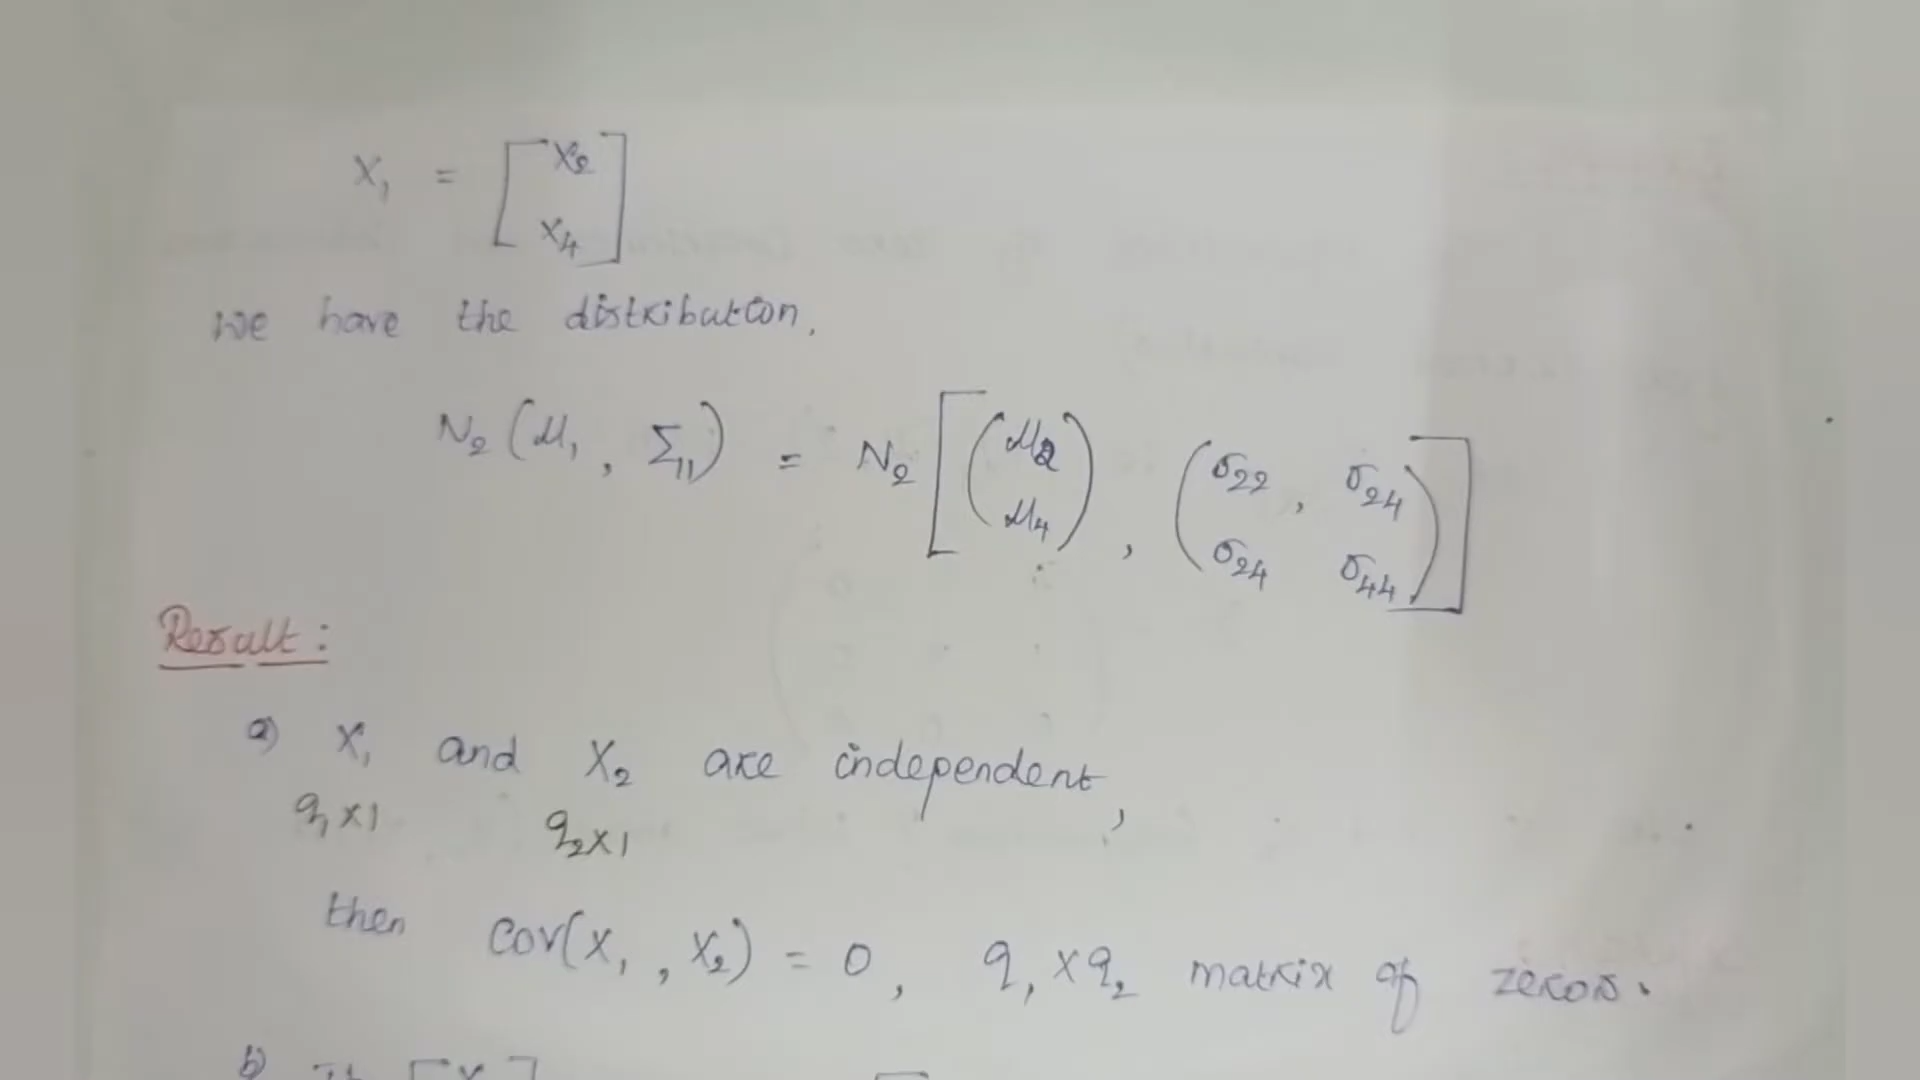 X₁ = [X₂
X₄]
we have the distribution,
N₂ (μ₁, Σ₁₁) = N₂ [(μ₂
μ₄), (σ₂₂, σ₂₄
σ₂₄ σ₄₄)]
Result:
a) X₁ and X₂ are independent,
q₁×1 q₂×1
then cov(X₁, X₂) = 0, q₁×q₂ matrix of zeros.
b)